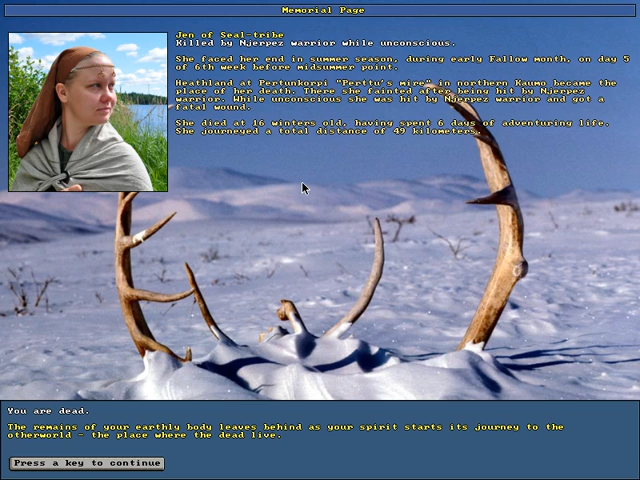 Memorial Page
Jen of Seal-tribe
Killed by Njerpez warrior while unconscious.
She faced her end in summer season, during early Fallow month, on day 5
of 6th week before midsummer point.
Heathland at Pertunkorpi "Perttu's mire" in northern Kaumo became the
place of her death. There she fainted after being hit by Njerpez
warrior. While unconscious she was hit by Njerpez warrior and got a
fatal wound.
She died at 16 winters old, having spent 6 days of adventuring life.
She journeyed a total distance of 49 kilometers.
You are dead.
The remains of your earthly body leaves behind as your spirit starts its journey to the
otherworld - the place where the dead live.
Press a key to continue